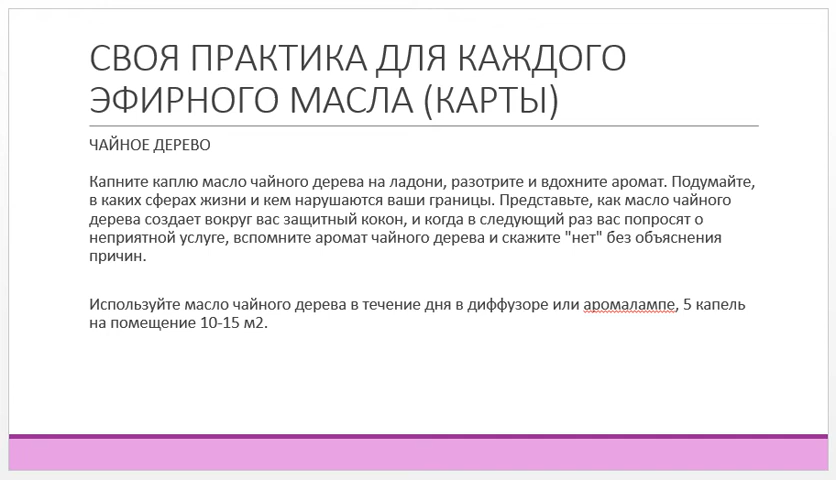 СВОЯ ПРАКТИКА ДЛЯ КАЖДОГО
ЭФИРНОГО МАСЛА (КАРТЫ)
ЧАЙНОЕ ДЕРЕВО
Капните каплю масло чайного дерева на ладони, разотрите и вдохните аромат. Подумайте,
в каких сферах жизни и кем нарушаются ваши границы. Представьте, как масло чайного
дерева создает вокруг вас защитный кокон, и когда в следующий раз вас попросят о
неприятной услуге, вспомните аромат чайного дерева и скажите "нет" без объяснения
причин.
Используйте масло чайного дерева в течение дня в диффузоре или аромалампе, 5 капель
на помещение 10-15 м2.